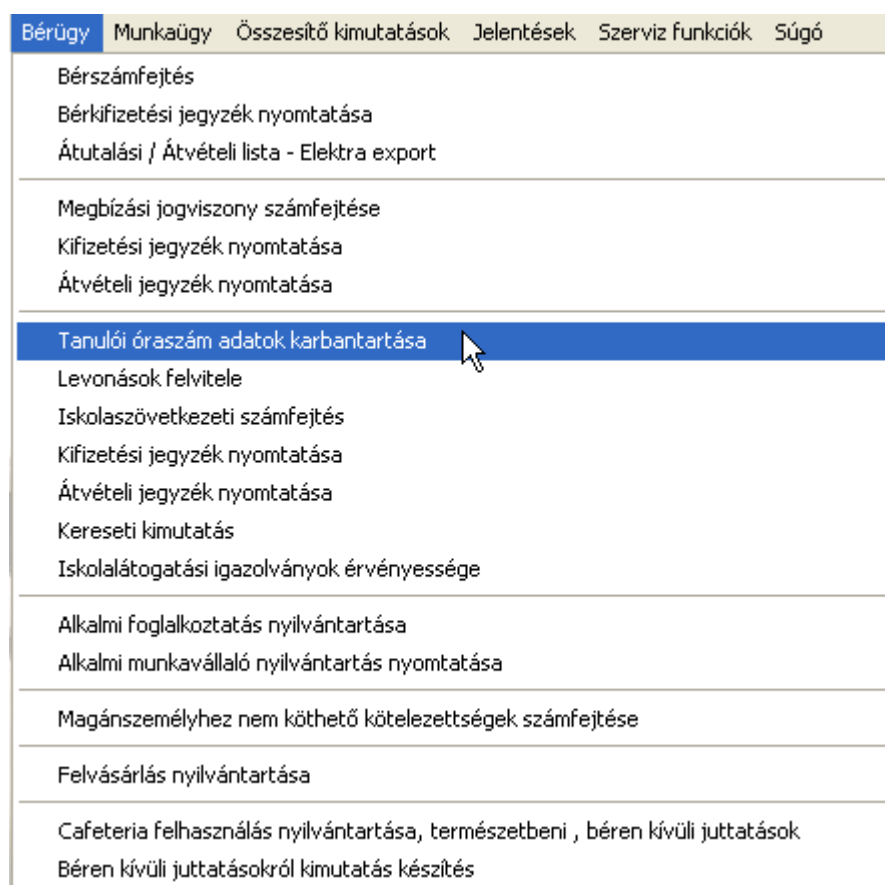 Bérügy Munkaügy Összesítő kimutatások Jelentések Szerviz funkciók Súgó
Bérszámfejtés
Bérkifizetési jegyzék nyomtatása
Átutalási / Átvételi lista - Elektra export
Megbízási jogviszony számfejtése
Kifizetési jegyzék nyomtatása
Átvételi jegyzék nyomtatása
Tanulói óraszám adatok karbantartása
Levonások felvitele
Iskolaszövetkezeti számfejtés
Kifizetési jegyzék nyomtatása
Átvételi jegyzék nyomtatása
Kereseti kimutatás
Iskolalátogatási igazolványok érvényessége
Alkalmi foglalkoztatás nyilvántartása
Alkalmi munkavállaló nyilvántartás nyomtatása
Magánszemélyhez nem köthető kötelezettségek számfejtése
Felvásárlás nyilvántartása
Cafeteria felhasználás nyilvántartása, természetbeni , béren kívüli juttatások
Béren kívüli juttatásokról kimutatás készítés